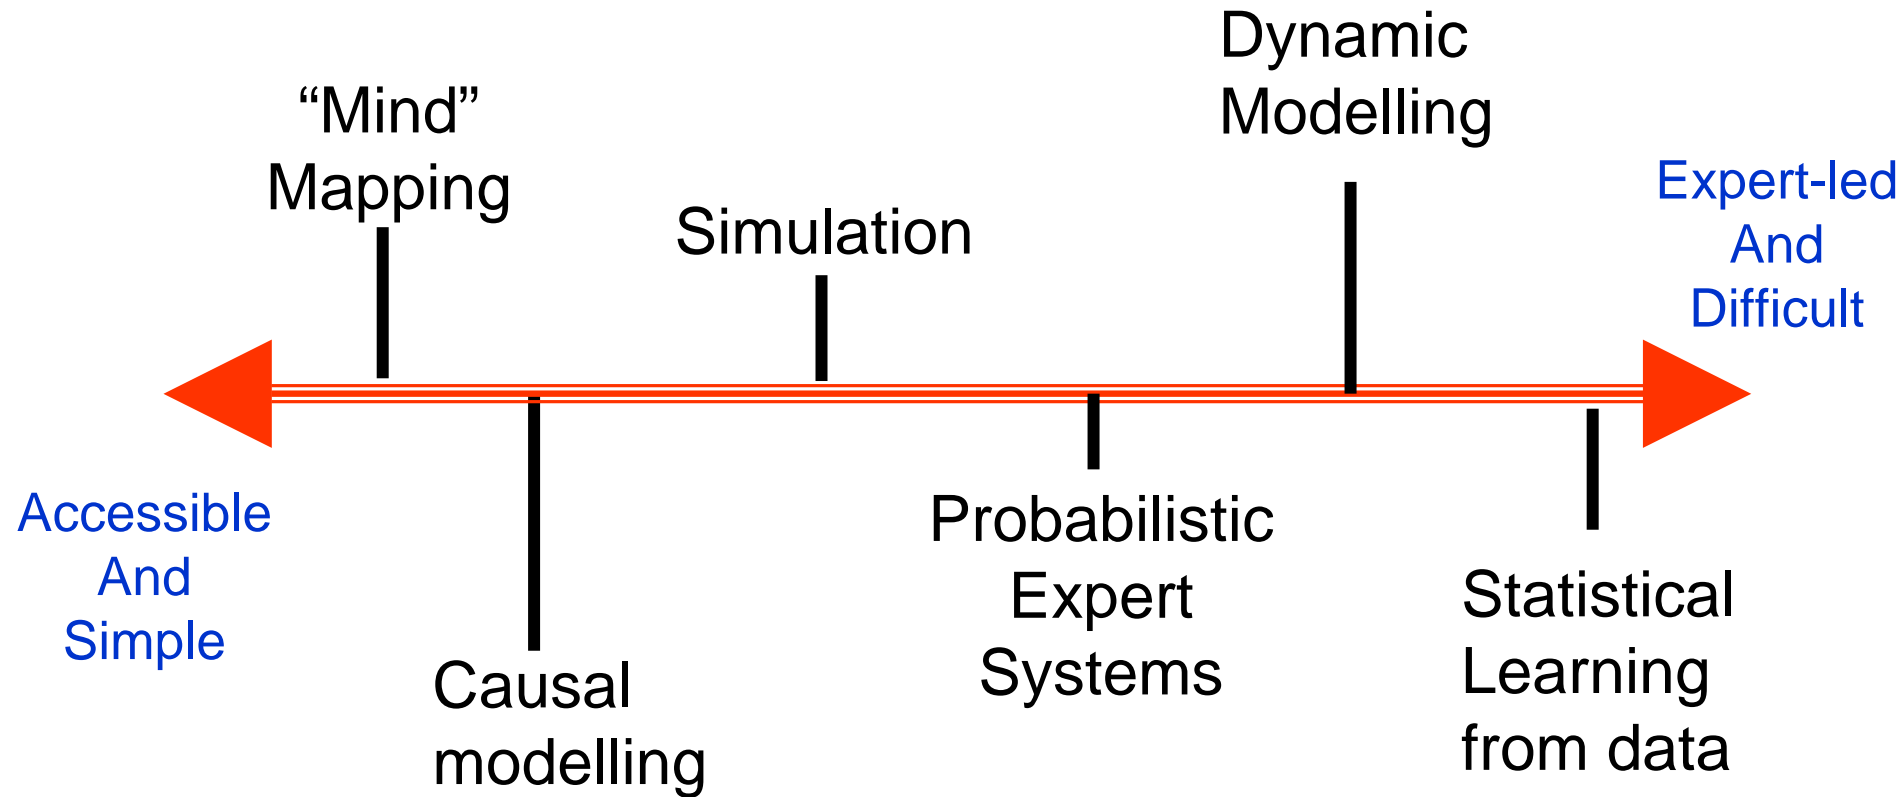 Dynamic
Modelling
“Mind”
Mapping
Simulation
Expert-led
And
Difficult
Accessible
And
Simple
Causal
modelling
Probabilistic
Expert
Systems
Statistical
Learning
from data